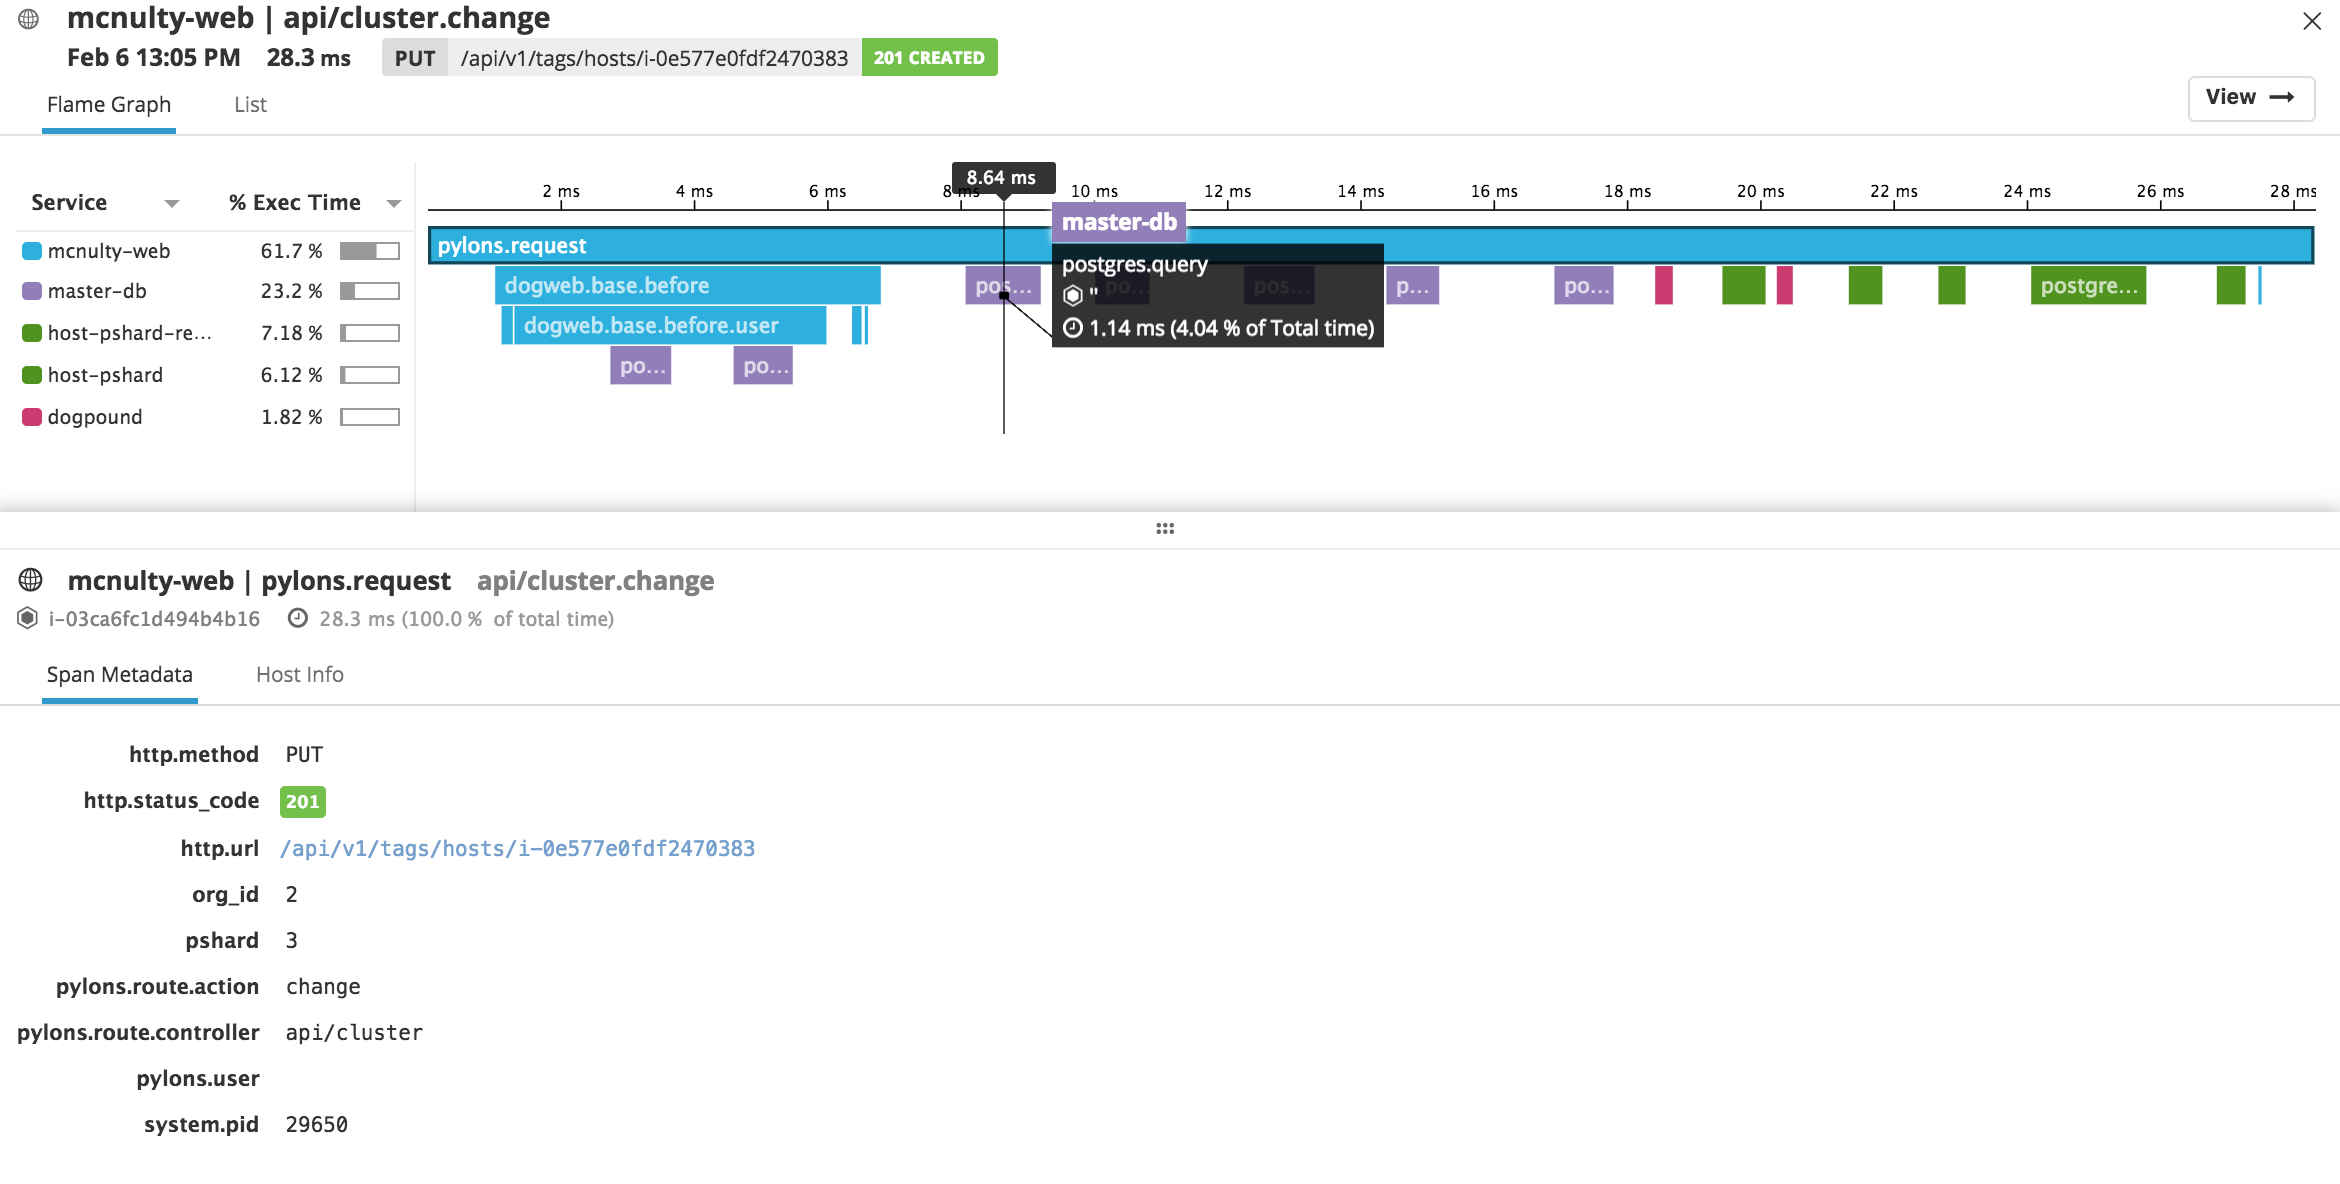 mcnulty-web | api/cluster.change
Feb 6 13:05 PM 28.3 ms PUT /api/v1/tags/hosts/i-0e577e0fdf2470383 201 CREATED
Flame Graph List
View →
Service % Exec Time
mcnulty-web 61.7 %
master-db 23.2 %
host-pshard-re... 7.18 %
host-pshard 6.12 %
dogpound 1.82 %
8.64 ms
2 ms 4 ms 6 ms 8 ms 10 ms 12 ms 14 ms 16 ms 18 ms 20 ms 22 ms 24 ms 26 ms 28 ms
master-db
pylons.request
postgres.query
"
1.14 ms (4.04 % of Total time)
dogweb.base.before pos... po... pos... p... po... postgre...
dogweb.base.before.user
po... po...
mcnulty-web | pylons.request api/cluster.change
i-03ca6fc1d494b4b16 28.3 ms (100.0 % of total time)
Span Metadata Host Info
http.method PUT
http.status_code 201
http.url /api/v1/tags/hosts/i-0e577e0fdf2470383
org_id 2
pshard 3
pylons.route.action change
pylons.route.controller api/cluster
pylons.user
system.pid 29650